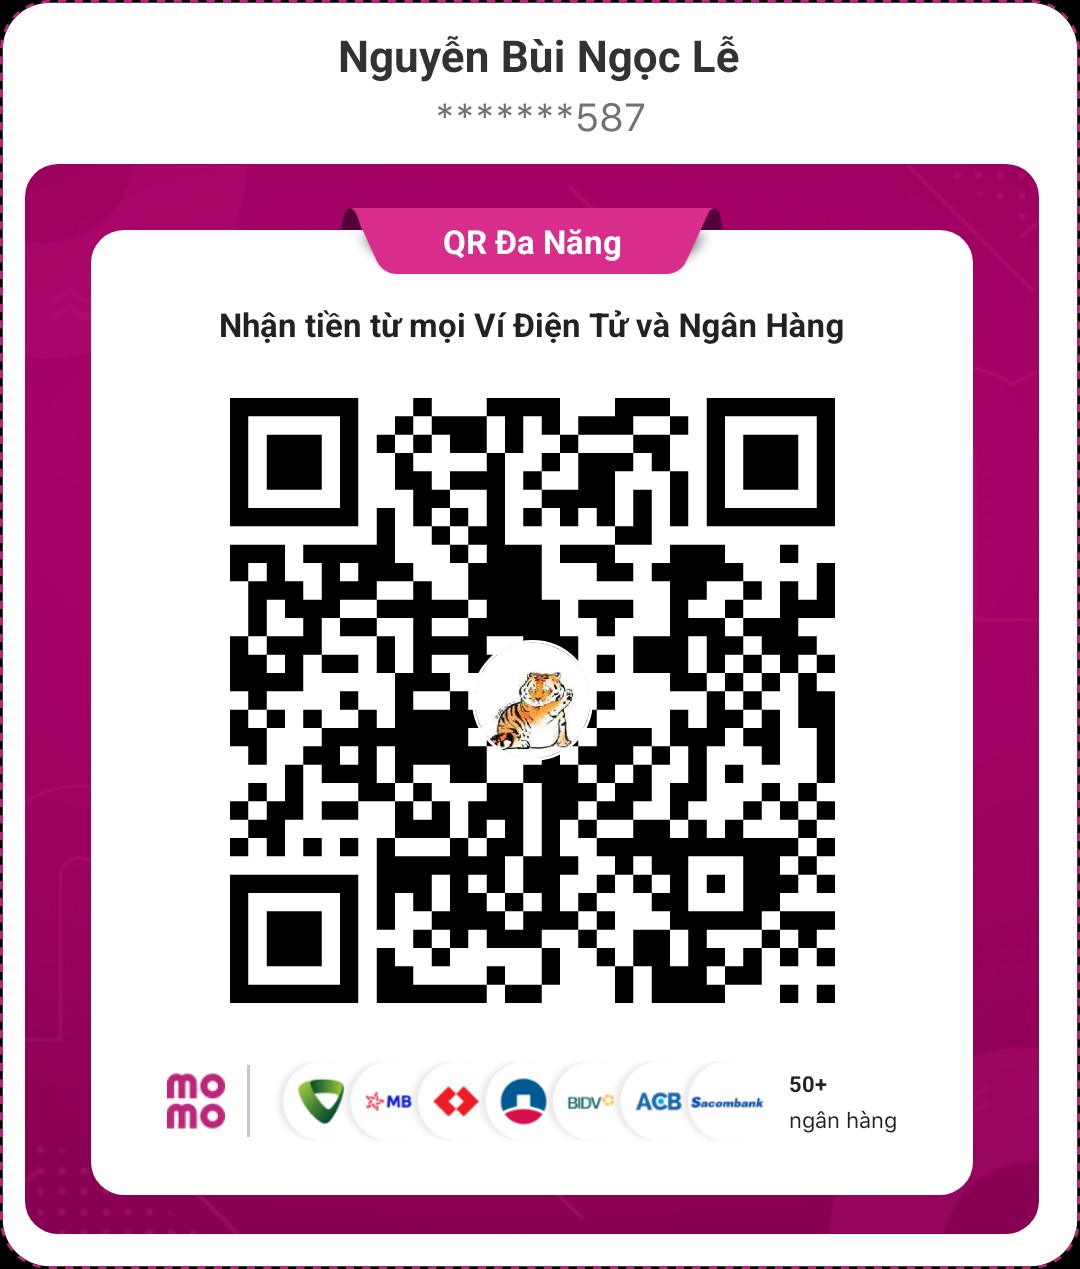 Nguyễn Bùi Ngọc Lễ
*******587
QR Đa Năng
Nhận tiền từ mọi Ví Điện Tử và Ngân Hàng
mo
mo
MB
BIDV
ACB
Sacombank
50+
ngân hàng